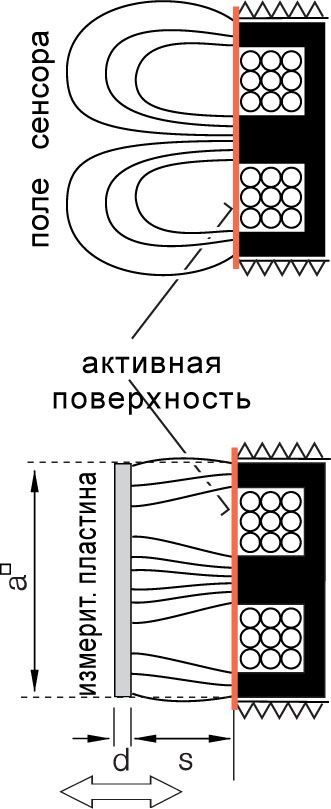 поле сенсора
активная
поверхность
измерит. пластина
a□
d
s